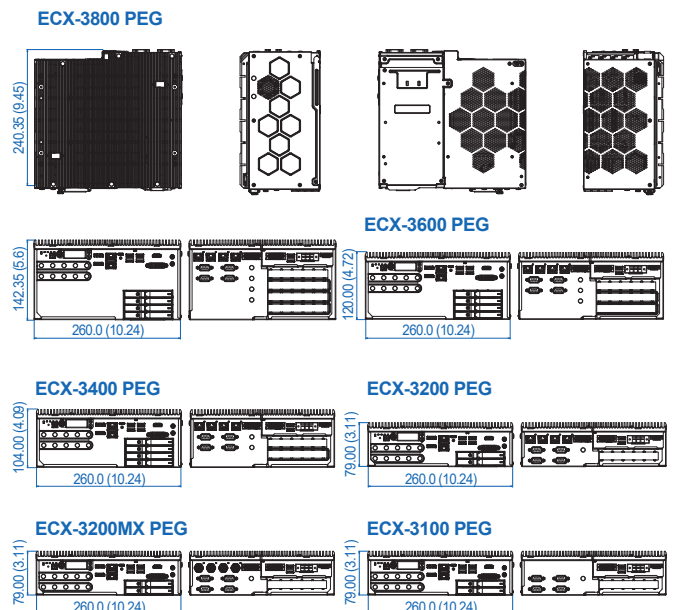 ECX-3800 PEG
240.35 (9.45)
ECX-3600 PEG
142.35 (5.6)
260.0 (10.24)
120.00 (4.72)
260.0 (10.24)
ECX-3400 PEG
ECX-3200 PEG
104.00 (4.09)
260.0 (10.24)
79.00 (3.11)
260.0 (10.24)
ECX-3200MX PEG
ECX-3100 PEG
79.00 (3.11)
260.0 (10.24)
79.00 (3.11)
260.0 (10.24)